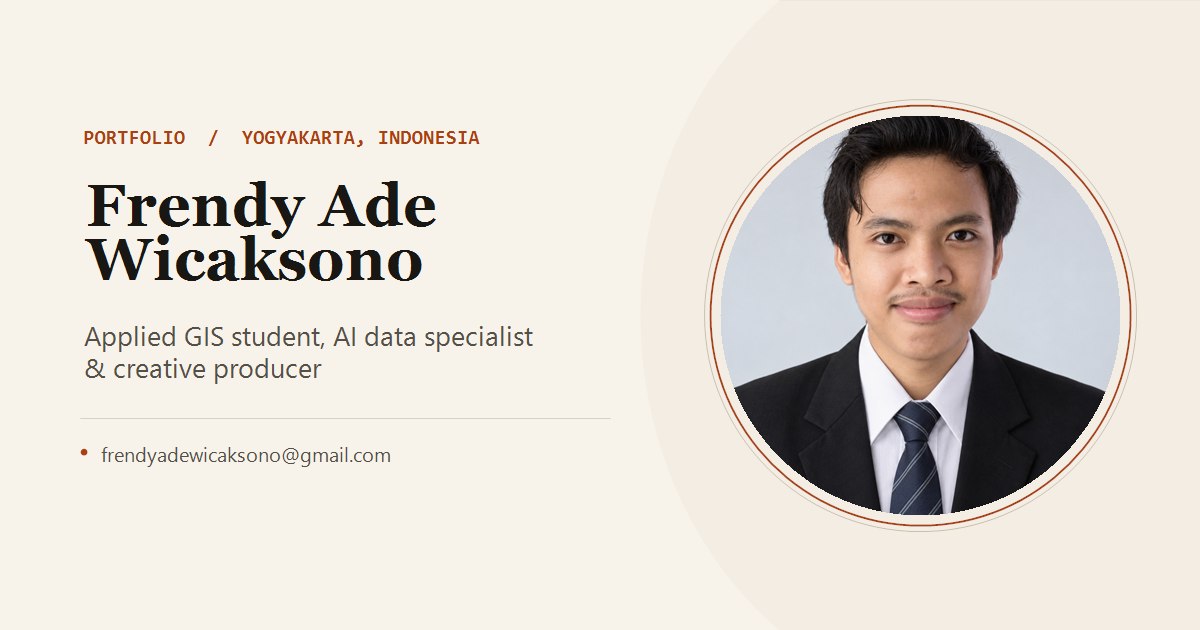 PORTFOLIO / YOGYAKARTA, INDONESIA
Frendy Ade
Wicaksono
Applied GIS student, AI data specialist
& creative producer
• frendyadewicaksono@gmail.com